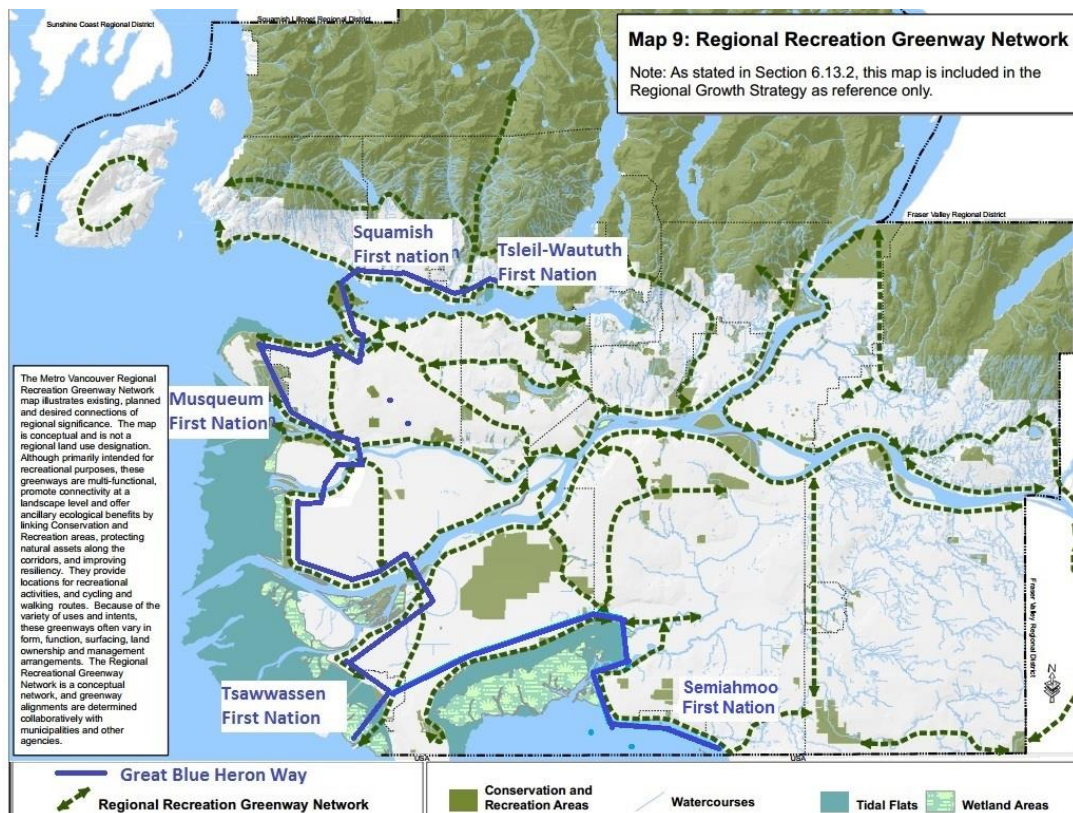 Sunshine Coast Regional District
Squamish Lillooet Regional District
Map 9: Regional Recreation Greenway Network
Note: As stated in Section 6.13.2, this map is included in the
Regional Growth Strategy as reference only.
Fraser Valley Regional District
Squamish
First nation
Tsleil-Waututh
First Nation
The Metro Vancouver Regional
Recreation Greenway Network
map illustrates existing, planned
and desired connections of
regional significance. The map
is conceptual and is not a
regional land use designation.
Although primarily intended for
recreational purposes, these
greenways are multi-functional,
promote connectivity at a
landscape level and offer
ancillary ecological benefits by
linking Conservation and
Recreation areas, protecting
natural assets along the
corridors, and improving
resiliency. They provide
locations for recreational
activities, and cycling and
walking routes. Because of the
variety of uses and intents,
these greenways often vary in
form, function, surfacing, land
ownership and management
arrangements. The Regional
Recreational Greenway
Network is a conceptual
network, and greenway
alignments are determined
collaboratively with
municipalities and other
agencies.
Musqueum
First Nation
Tsawwassen
First Nation
Semiahmoo
First Nation
Fraser Valley Regional District
N
USA
USA
Great Blue Heron Way
Regional Recreation Greenway Network
Conservation and
Recreation Areas
Watercourses
Tidal Flats
Wetland Areas